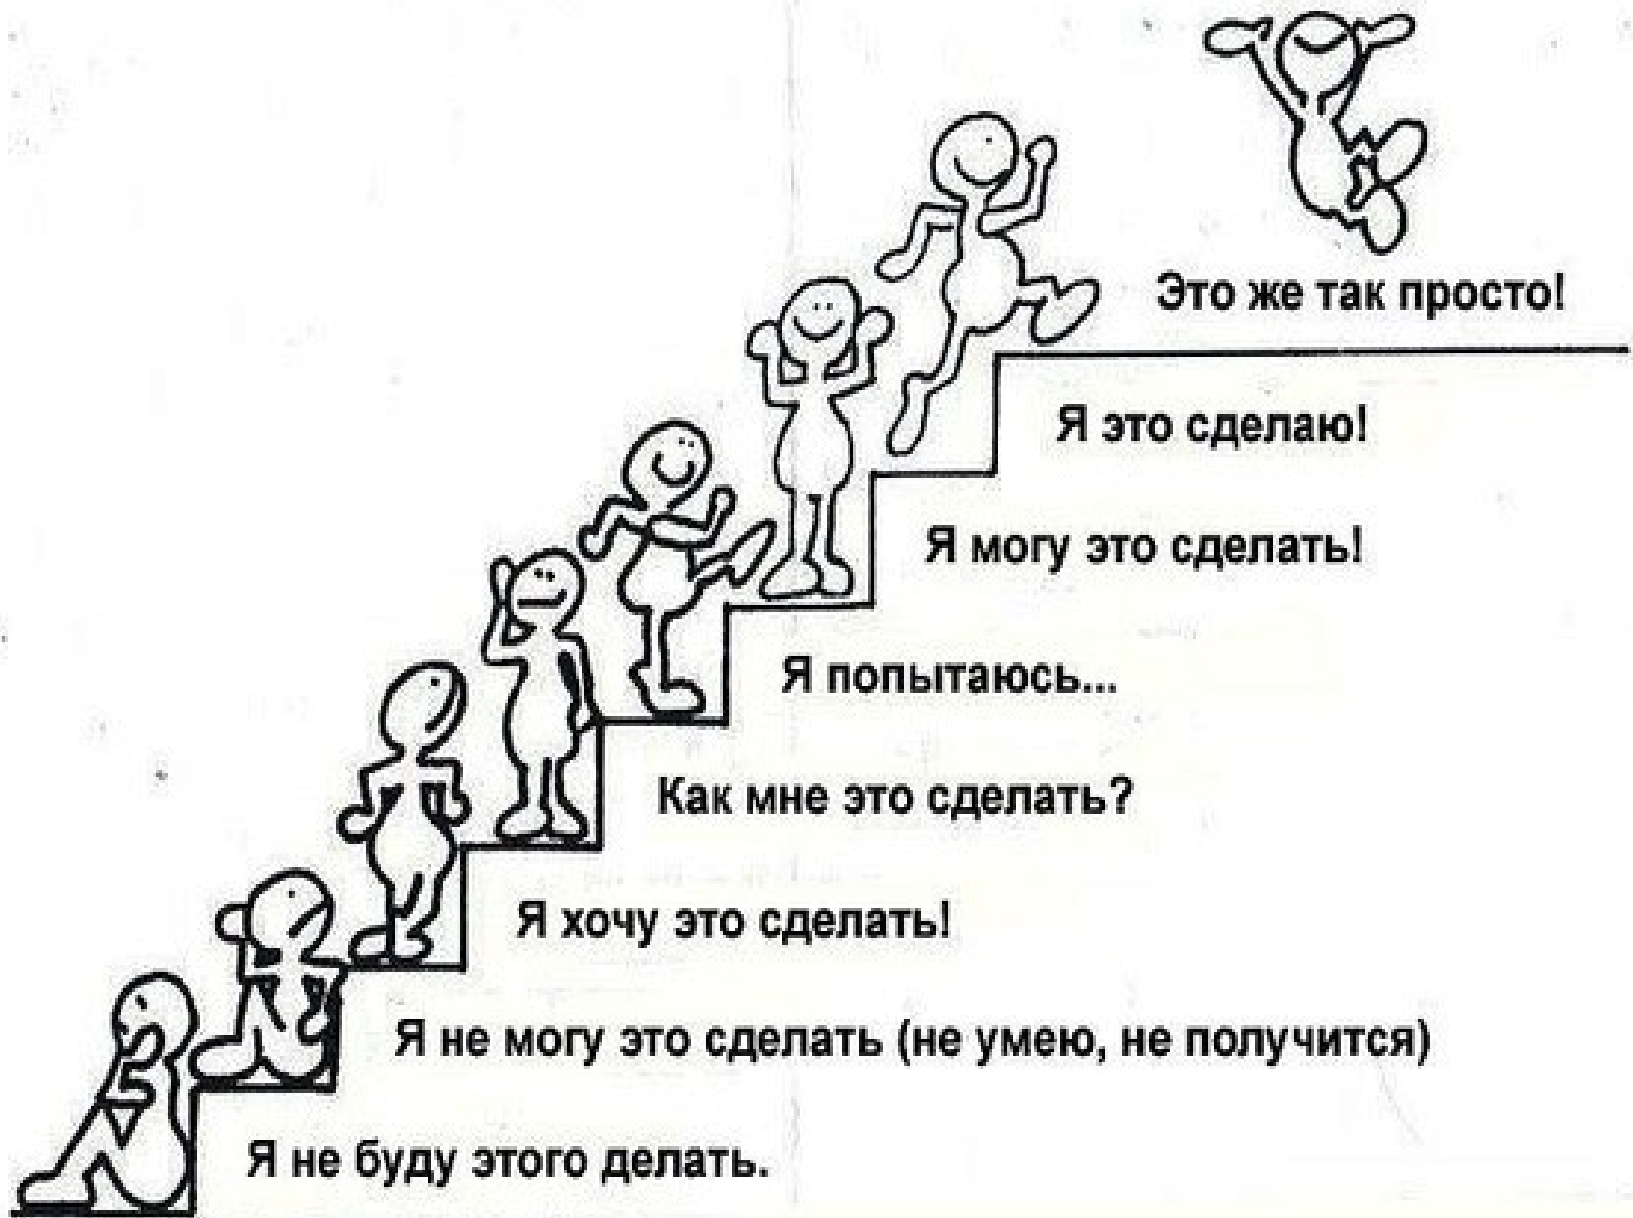 Это же так просто!
Я это сделаю!
Я могу это сделать!
Я попытаюсь...
Как мне это сделать?
Я хочу это сделать!
Я не могу это сделать (не умею, не получится)
Я не буду этого делать.